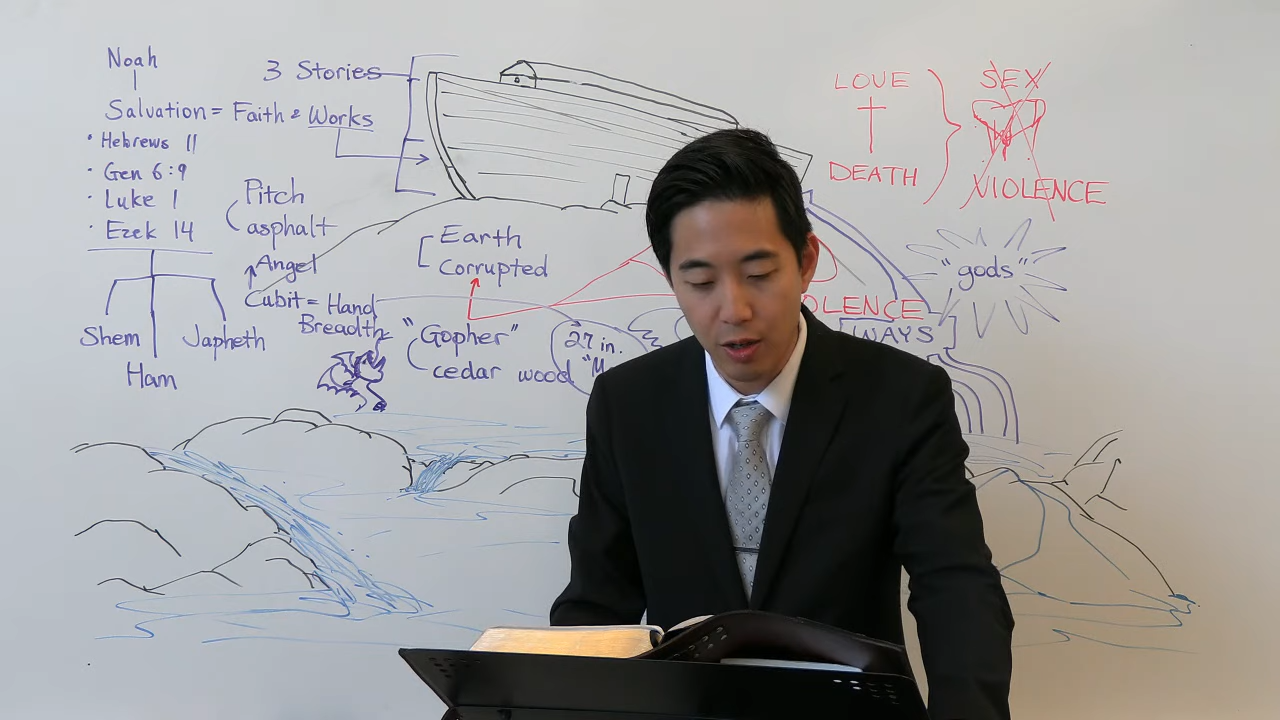 Noah
Salvation = Faith & Works
• Hebrews 11
• Gen 6:9
• Luke 1
• Ezek 14
Shem
Ham
Japheth
3 Stories
Pitch
asphalt
Angel
Cubit = Hand
Breadth
Earth
Corrupted
"Gopher"
cedar wood
27 in.
LOVE
DEATH
SEX
VIOLENCE
"gods"
OLENCE
WAYS